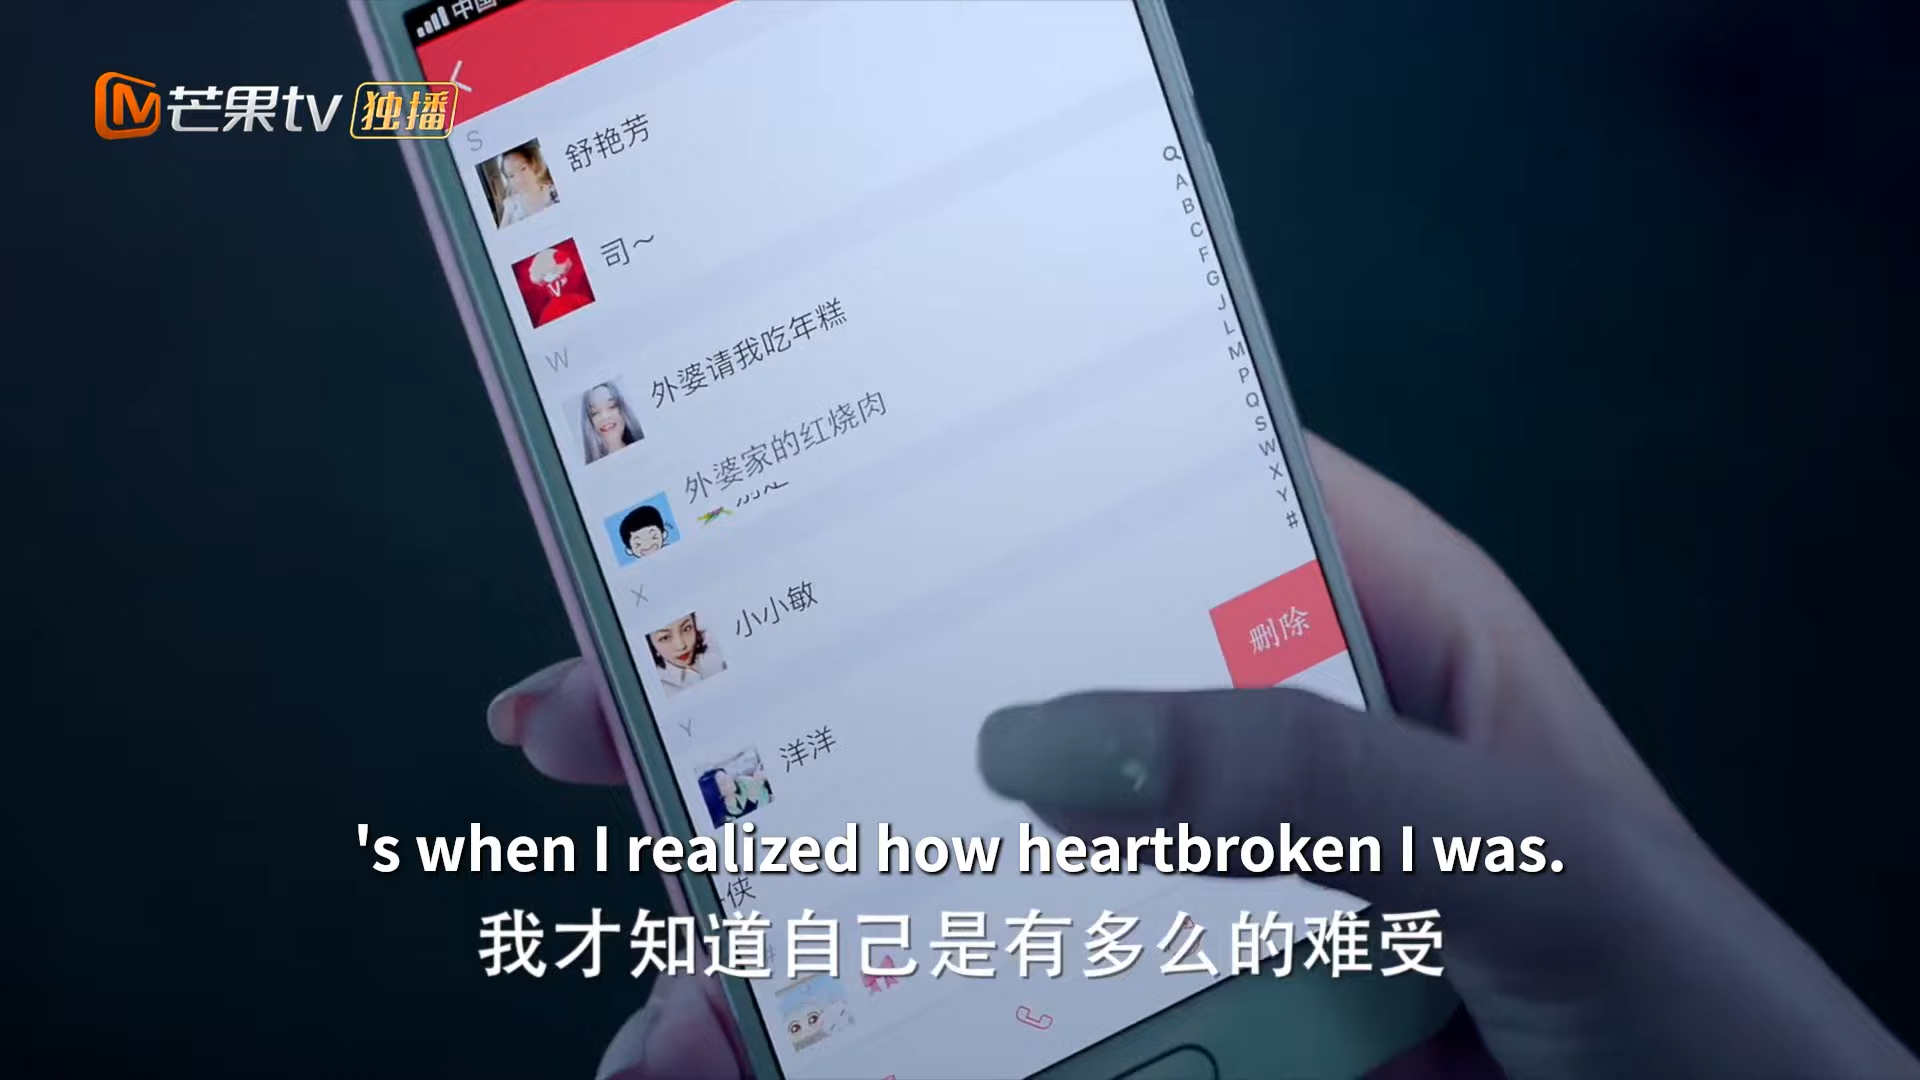 中国
芒果tv 独播
S
舒艳芳
司~
W
外婆请我吃年糕
外婆家的红烧肉
X
小小敏
Y
洋洋
侠
A
B
C
F
G
J
L
M
P
Q
S
W
X
Y
#
删除
's when I realized how heartbroken I was.
我才知道自己是有多么的难受